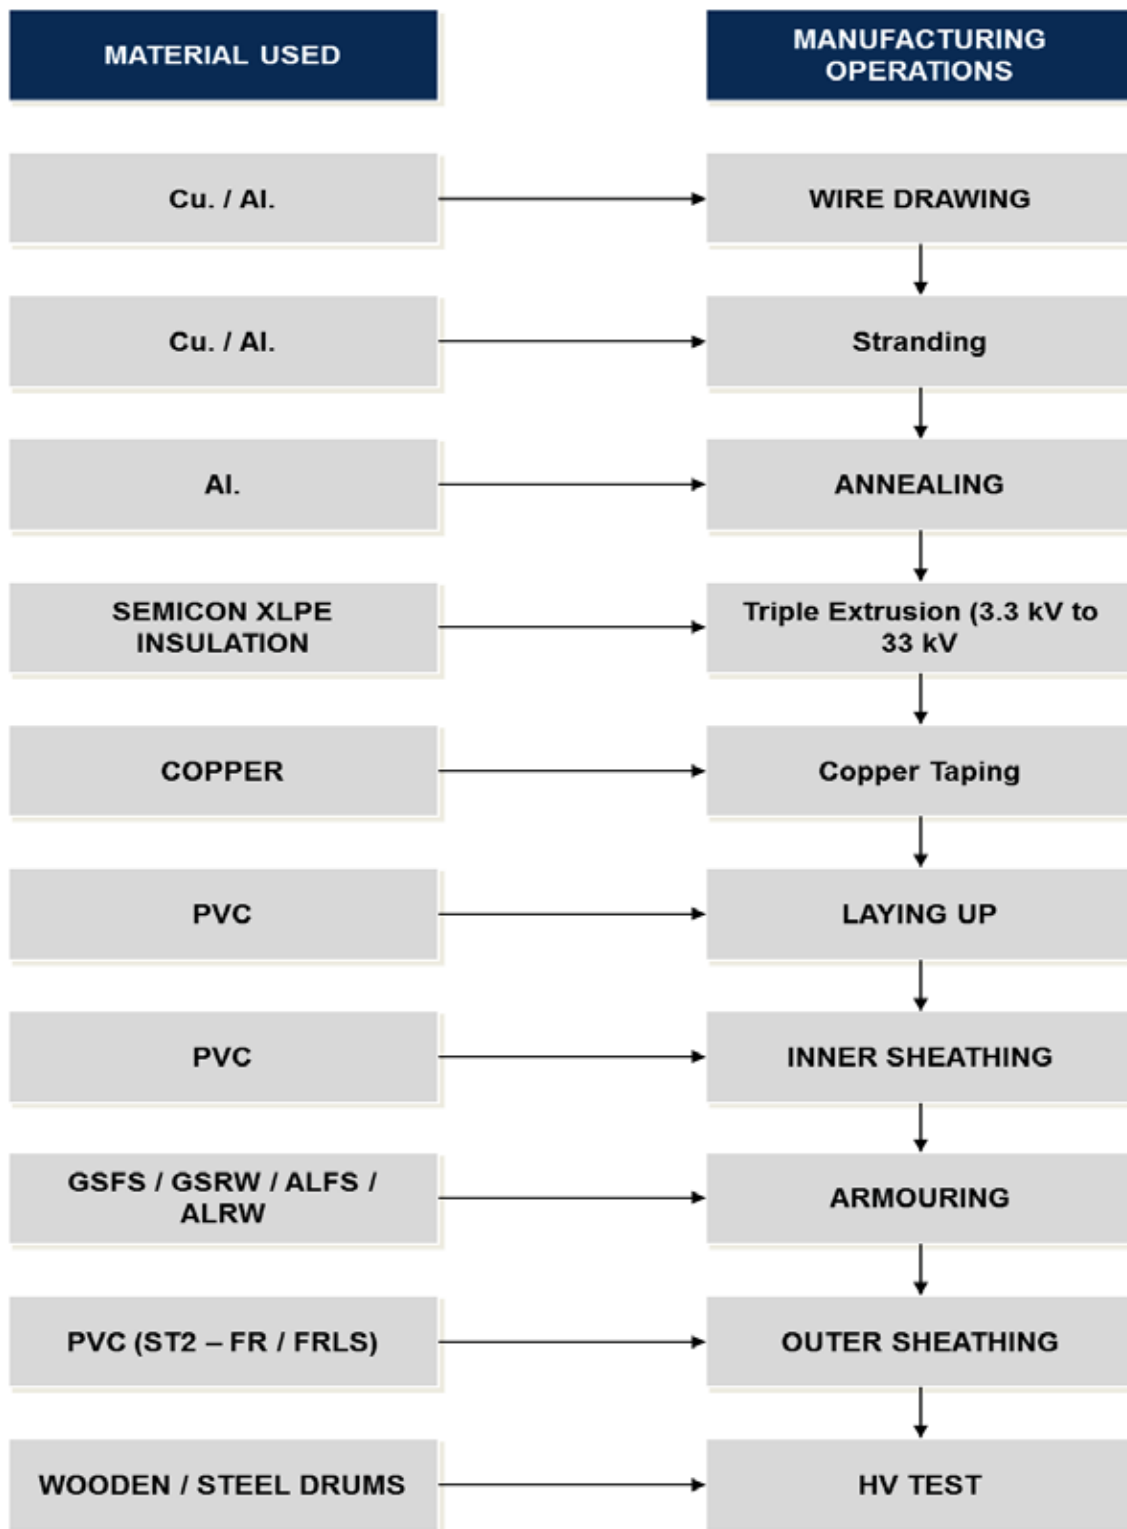 MATERIAL USED
MANUFACTURING
OPERATIONS
Cu. / Al.
WIRE DRAWING
Cu. / Al.
Stranding
Al.
ANNEALING
SEMICON XLPE
INSULATION
Triple Extrusion (3.3 kV to
33 kV
COPPER
Copper Taping
PVC
LAYING UP
PVC
INNER SHEATHING
GSFS / GSRW / ALFS /
ALRW
ARMOURING
PVC (ST2 – FR / FRLS)
OUTER SHEATHING
WOODEN / STEEL DRUMS
HV TEST